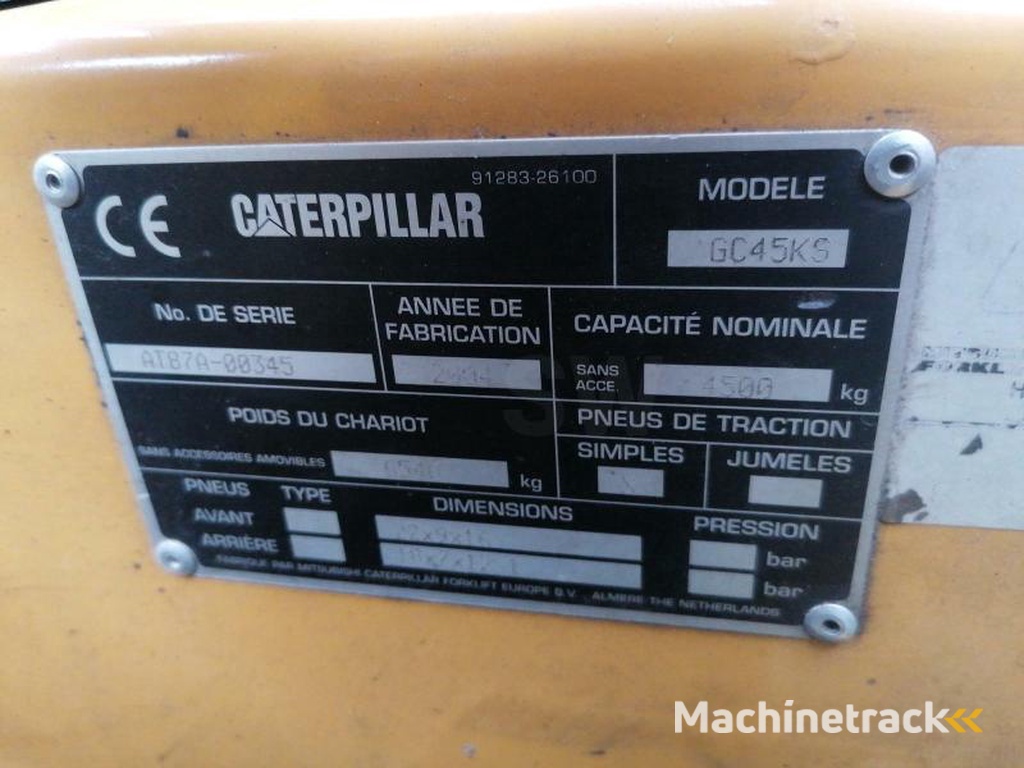 91283-26100
CE CATERPILLAR
MODELE
GC45KS
No. DE SERIE
AT87A-00345
ANNEE DE
FABRICATION
CAPACITÉ NOMINALE
SANS
ACCE.
4500 kg
POIDS DU CHARIOT
SANS ACCESSOIRES AMOVIBLES
kg
PNEUS DE TRACTION
SIMPLES
JUMELES
PNEUS TYPE DIMENSIONS PRESSION
AVANT bar
ARRIÈRE bar
FABRIQUE PAR MITSUBISHI CATERPILLAR FORKLIFT EUROPE B.V. ALMERE THE NETHERLANDS
FORKL
Machinetrack